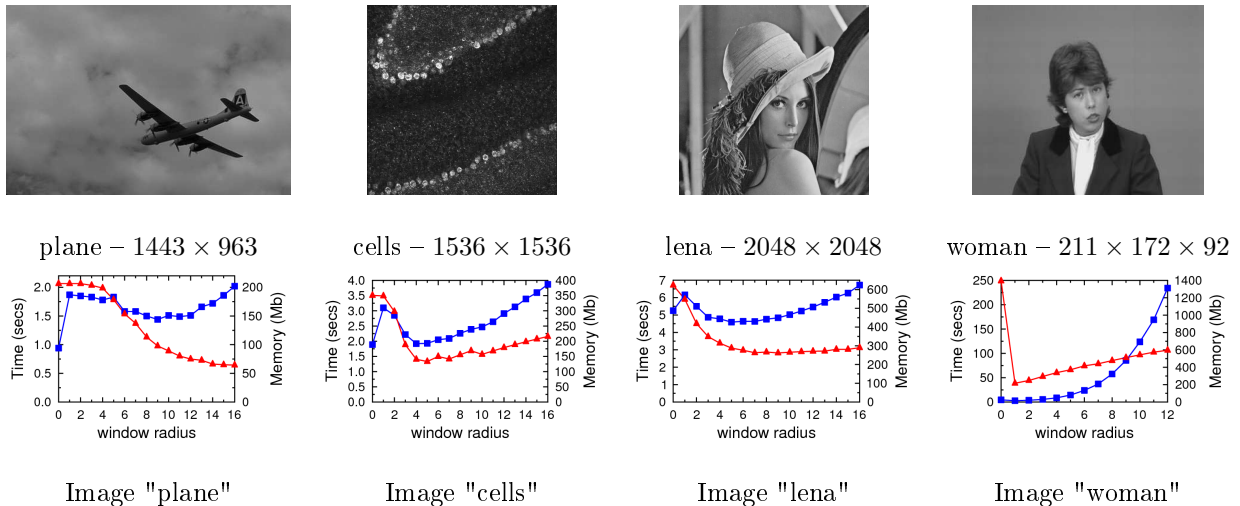 A
plane – 1443 × 963
cells – 1536 × 1536
lena – 2048 × 2048
woman – 211 × 172 × 92
Time (secs)
2.0
1.5
1.0
0.5
0.0
0 2 4 6 8 10 12 14 16
window radius
200
150
100
50
0
Memory (Mb)
Time (secs)
4.0
3.5
3.0
2.5
2.0
1.5
4.5
0.5
0.0
0 2 4 6 8 10 12 14 16
window radius
400
350
300
250
200
150
100
50
0
Memory (Mb)
Time (secs)
7
6
5
4
3
2
1
0
0 2 4 6 8 10 12 14 16
window radius
600
500
400
300
200
100
0
Memory (Mb)
Time (secs)
250
200
150
100
50
0
0 2 4 6 8 10 12
window radius
1400
1200
1000
800
600
400
200
0
Memory (Mb)
Image "plane"
Image "cells"
Image "lena"
Image "woman"